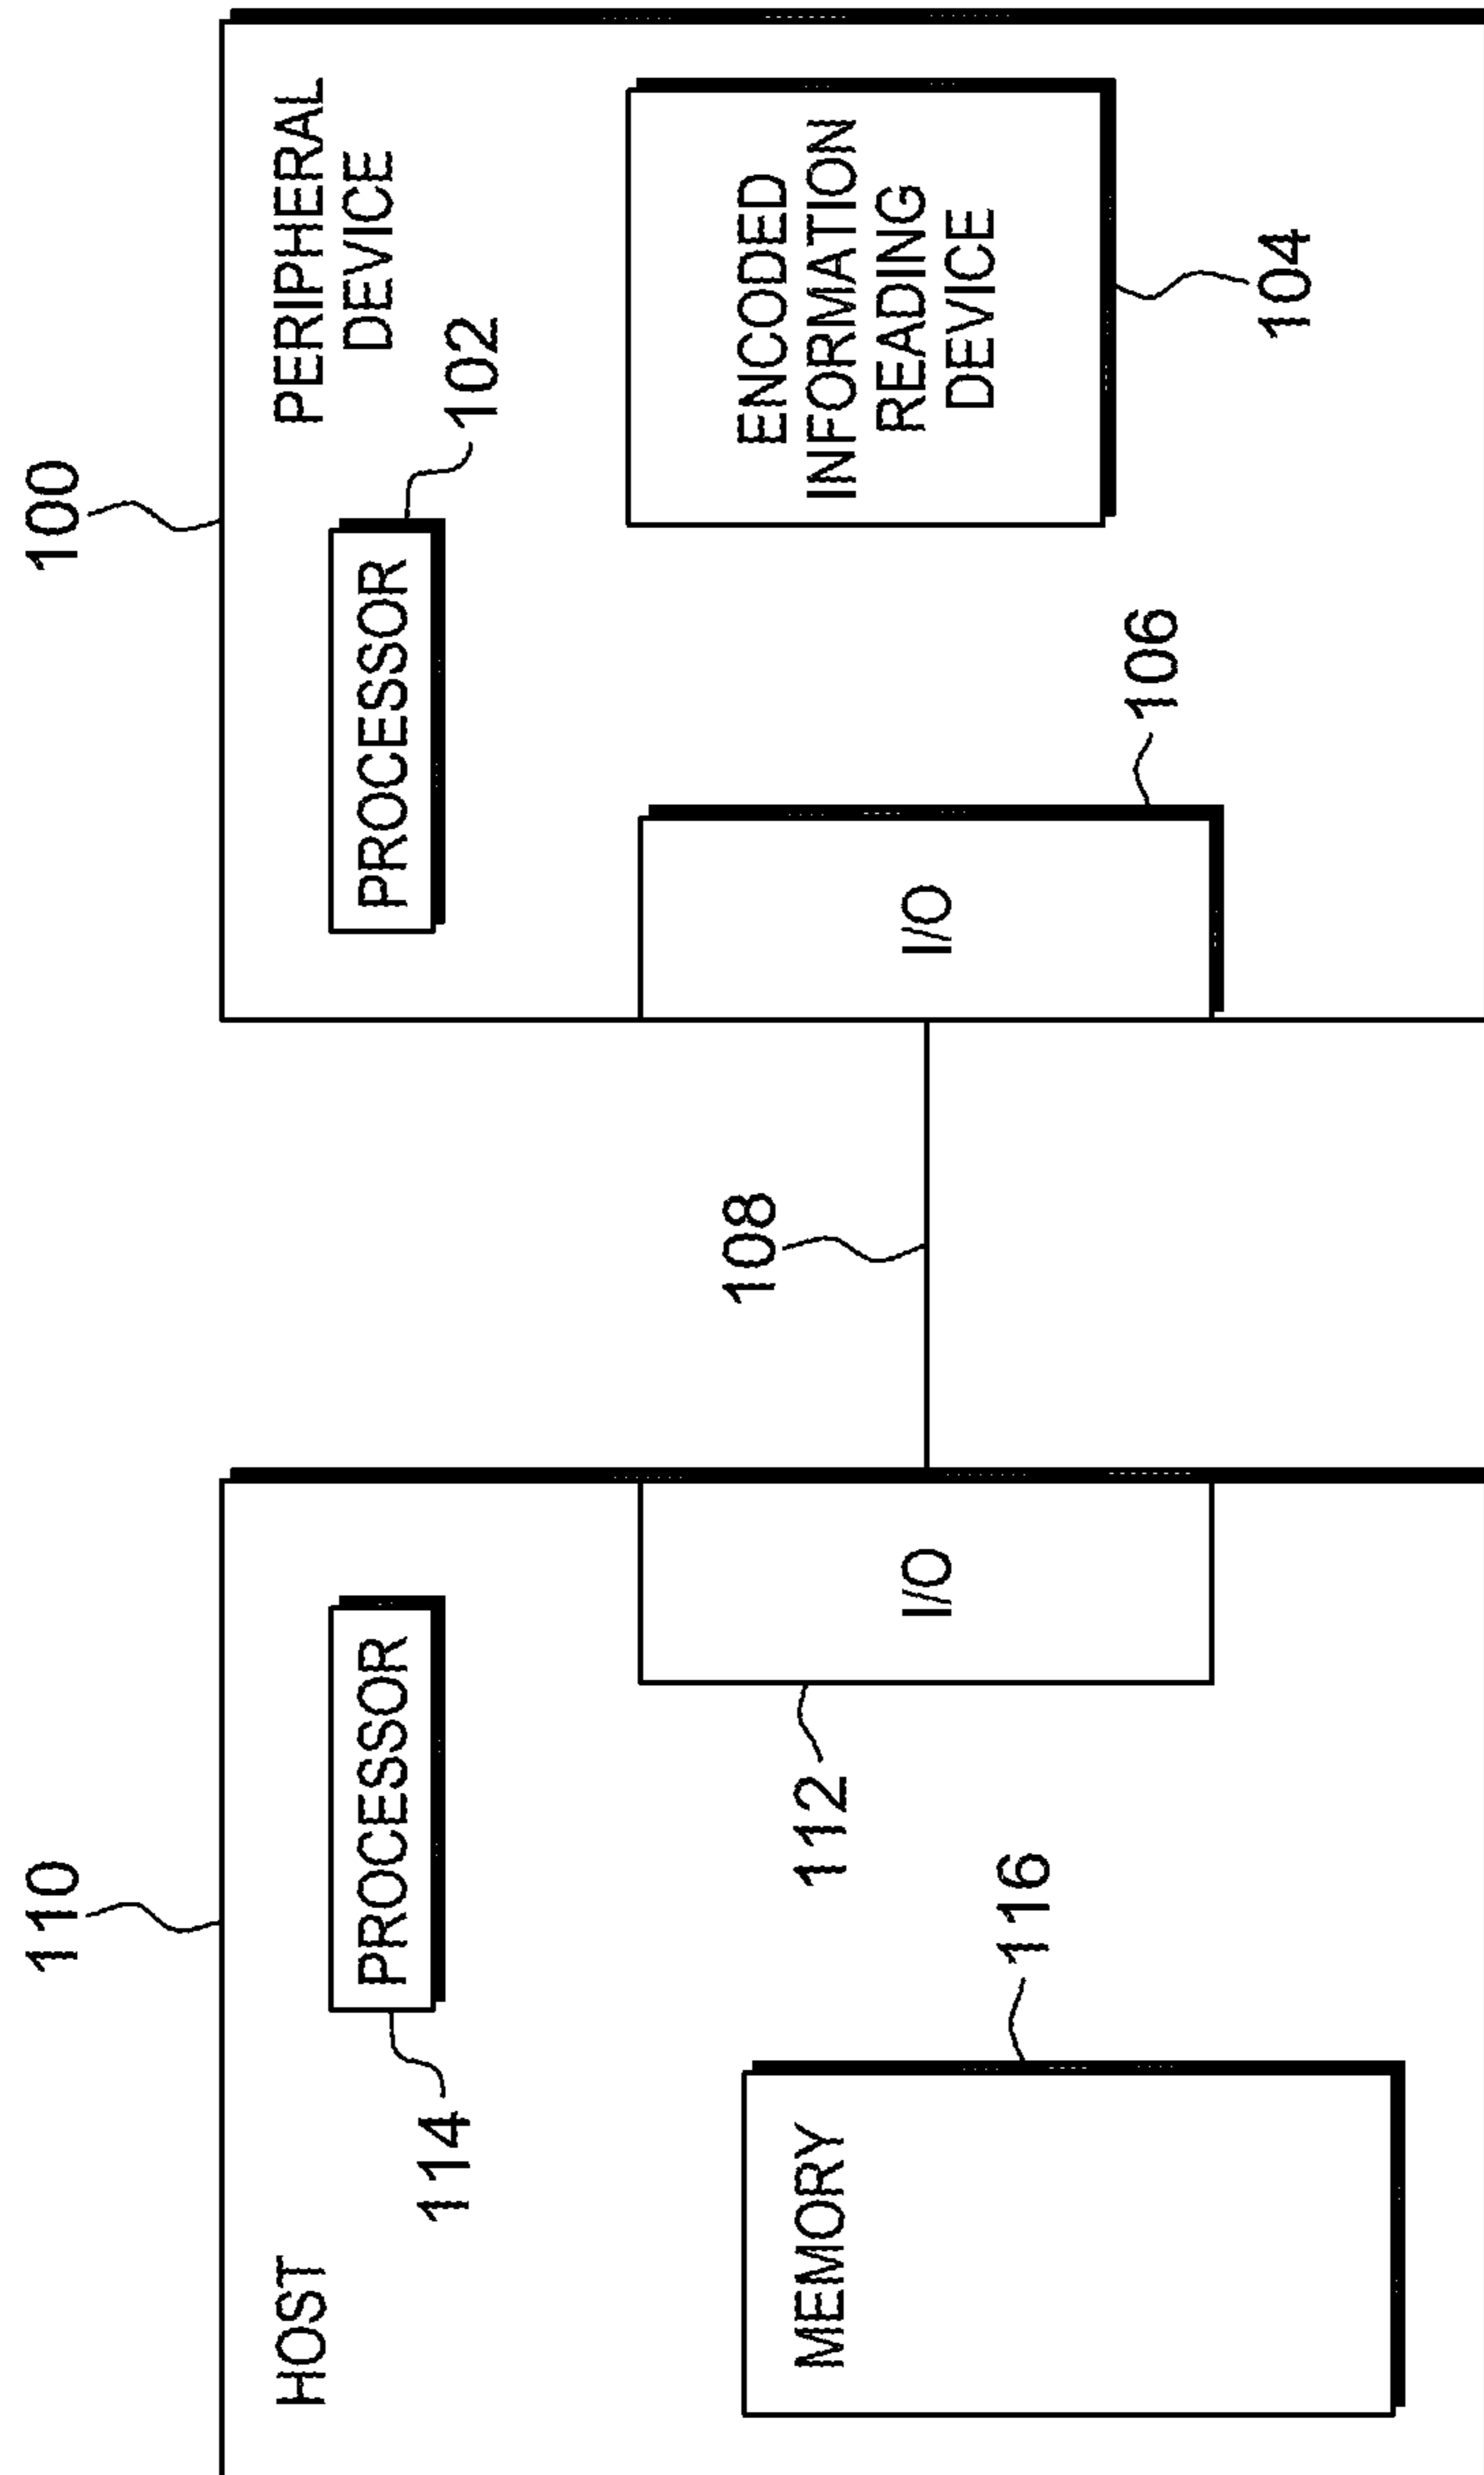 110
100
HOST
PROCESSOR
114
MEMORY
116
112
I/O
108
PERIPHERAL
DEVICE
PROCESSOR
102
I/O
106
ENCODED
INFORMATION
READING
DEVICE
104